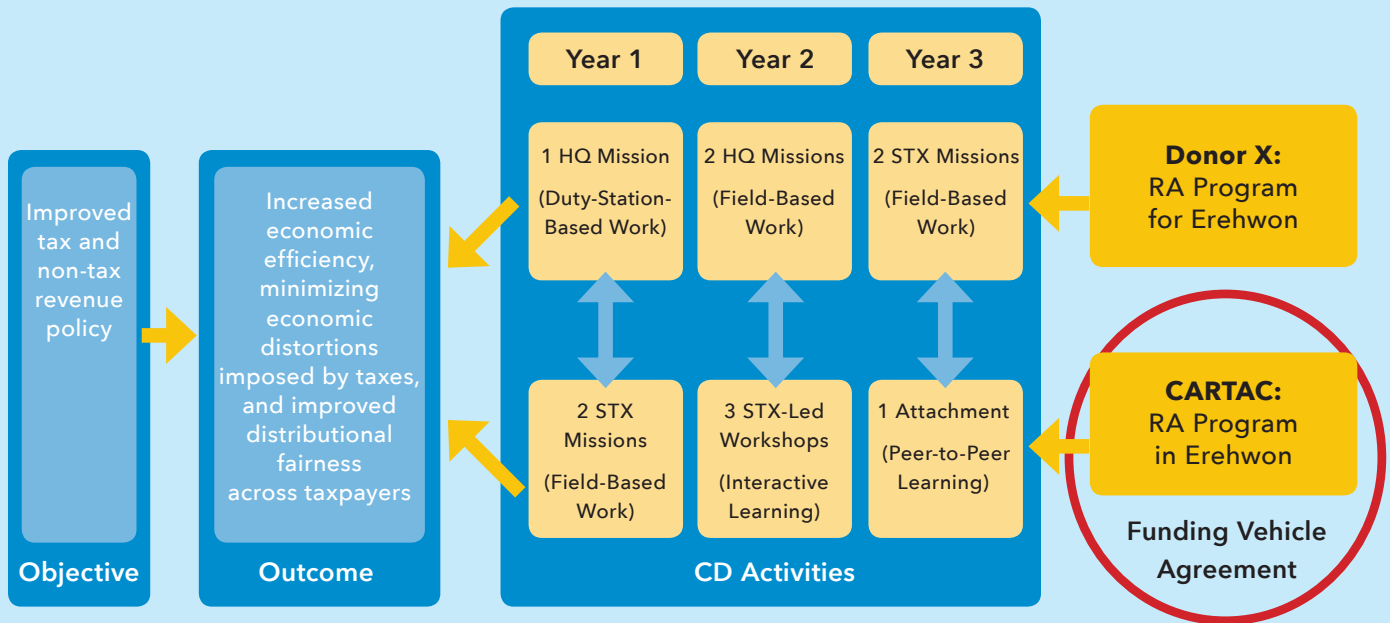 Improved
tax and
non-tax
revenue
policy
Objective
Increased
economic
efficiency,
minimizing
economic
distortions
imposed by taxes,
and improved
distributional
fairness
across taxpayers
Outcome
Year 1
Year 2
Year 3
1 HQ Mission
(Duty-Station-
Based Work)
2 HQ Missions
(Field-Based
Work)
2 STX Missions
(Field-Based
Work)
2 STX
Missions
(Field-Based
Work)
3 STX-Led
Workshops
(Interactive
Learning)
1 Attachment
(Peer-to-Peer
Learning)
CD Activities
Donor X:
RA Program
for Erehwon
CARTAC:
RA Program
in Erehwon
Funding Vehicle
Agreement